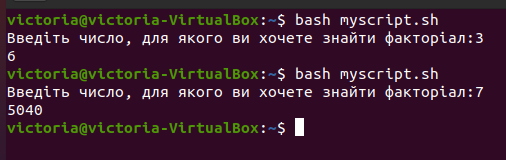 victoria@victoria-VirtualBox:~$ bash myscript.sh
Введіть число, для якого ви хочете знайти факторіал:3
6
victoria@victoria-VirtualBox:~$ bash myscript.sh
Введіть число, для якого ви хочете знайти факторіал:7
5040
victoria@victoria-VirtualBox:~$